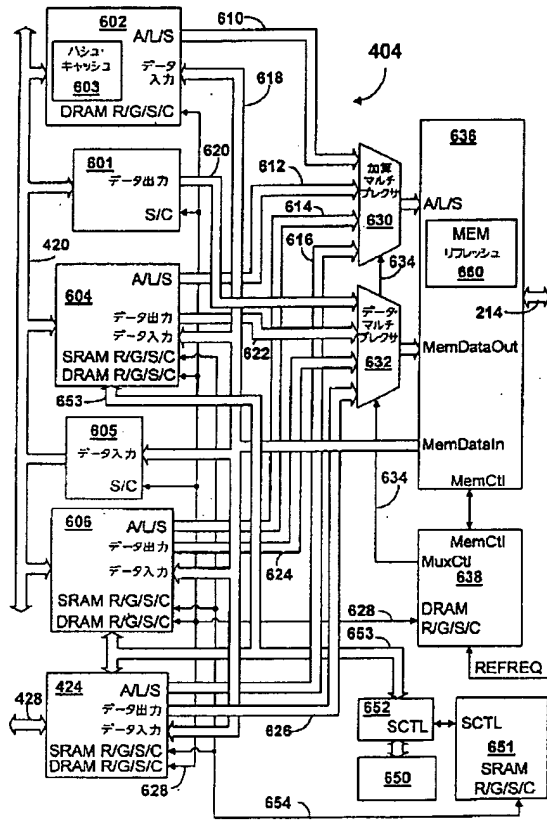 602
A/L/S
ハシュ・
キャッシュ
603
データ
入力
DRAM R/G/S/C
610
618
404
601
データ出力
S/C
620
612
614
616
加算
マルチ
プレクサ
630
634
636
A/L/S
MEM
リフレッシュ
660
214
MemDataOut
MemDataIn
MemCtl
420
604
A/L/S
データ出力
データ入力
SRAM R/G/S/C
DRAM R/G/S/C
622
653
データ・
マルチ
プレクサ
632
634
605
データ入力
S/C
606
A/L/S
データ出力
データ入力
SRAM R/G/S/C
DRAM R/G/S/C
624
628
653
MemCtl
MuxCtl
638
DRAM
R/G/S/C
REFREQ
428
424
A/L/S
データ出力
データ入力
SRAM R/G/S/C
DRAM R/G/S/C
626
628
652
SCTL
650
SCTL
651
SRAM
R/G/S/C
654